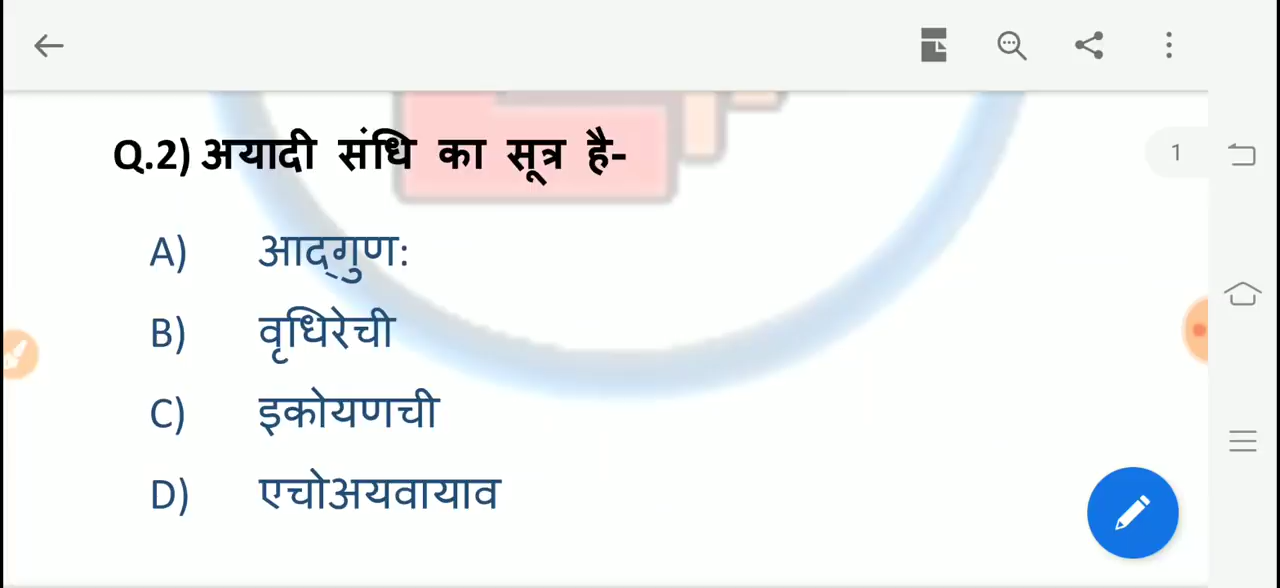 Q.2) अयादी संधि का सूत्र है-
1
A) आद्‌गुण:
B) वृधिरेची
C) इकोयणची
D) एचोअयवायाव